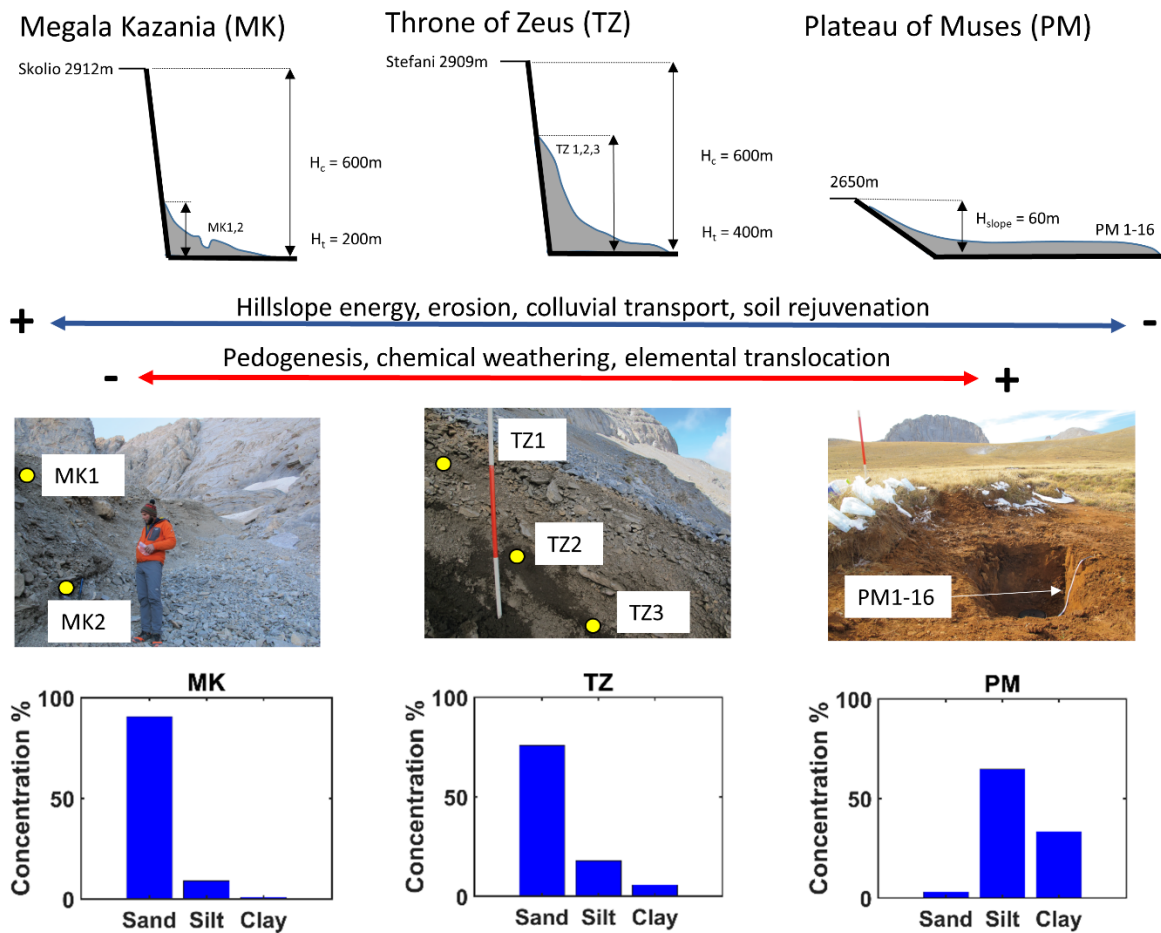 Megala Kazania (MK)
Throne of Zeus (TZ)
Plateau of Muses (PM)
Skolio 2912m
Hc = 600m
MK1,2
Ht = 200m
Stefani 2909m
TZ 1,2,3
Hc = 600m
Ht = 400m
2650m
Hslope = 60m
PM 1-16
Hillslope energy, erosion, colluvial transport, soil rejuvenation
+
-
Pedogenesis, chemical weathering, elemental translocation
-
+
MK1
MK2
TZ1
TZ2
TZ3
PM1-16
MK
Concentration %
100
50
0
Sand Silt Clay
TZ
Concentration %
100
50
0
Sand Silt Clay
PM
Concentration %
100
50
0
Sand Silt Clay